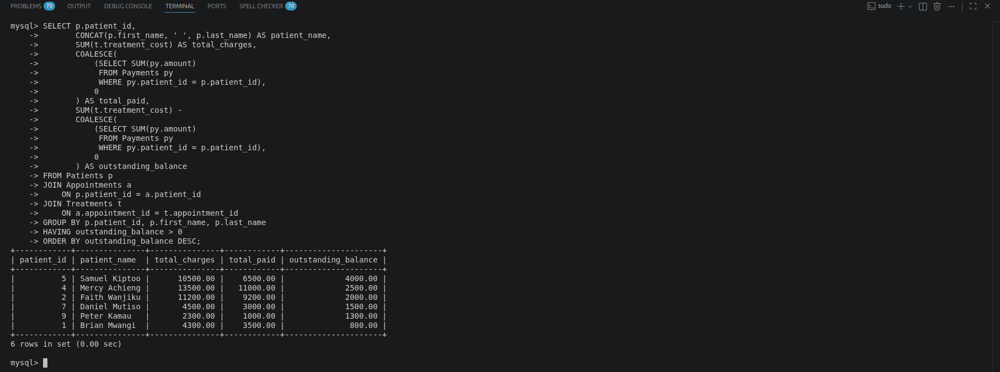 PROBLEMS 70 OUTPUT DEBUG CONSOLE TERMINAL PORTS SPELL CHECKER 70 sudo
mysql> SELECT p.patient_id,
    ->        CONCAT(p.first_name, ' ', p.last_name) AS patient_name,
    ->        SUM(t.treatment_cost) AS total_charges,
    ->        COALESCE(
    ->            (SELECT SUM(py.amount)
    ->             FROM Payments py
    ->             WHERE py.patient_id = p.patient_id),
    ->            0
    ->        ) AS total_paid,
    ->        SUM(t.treatment_cost) -
    ->        COALESCE(
    ->            (SELECT SUM(py.amount)
    ->             FROM Payments py
    ->             WHERE py.patient_id = p.patient_id),
    ->            0
    ->        ) AS outstanding_balance
    -> FROM Patients p
    -> JOIN Appointments a
    ->     ON p.patient_id = a.patient_id
    -> JOIN Treatments t
    ->     ON a.appointment_id = t.appointment_id
    -> GROUP BY p.patient_id, p.first_name, p.last_name
    -> HAVING outstanding_balance > 0
    -> ORDER BY outstanding_balance DESC;
+------------+---------------+---------------+------------+---------------------+
| patient_id | patient_name  | total_charges | total_paid | outstanding_balance |
+------------+---------------+---------------+------------+---------------------+
|          5 | Samuel Kiptoo |      10500.00 |    6500.00 |             4000.00 |
|          4 | Mercy Achieng |      13500.00 |   11000.00 |             2500.00 |
|          2 | Faith Wanjiku |      11200.00 |    9200.00 |             2000.00 |
|          7 | Daniel Mutiso |       4500.00 |    3000.00 |             1500.00 |
|          9 | Peter Kamau   |       2300.00 |    1000.00 |             1300.00 |
|          1 | Brian Mwangi  |       4300.00 |    3500.00 |              800.00 |
+------------+---------------+---------------+------------+---------------------+
6 rows in set (0.00 sec)
mysql>